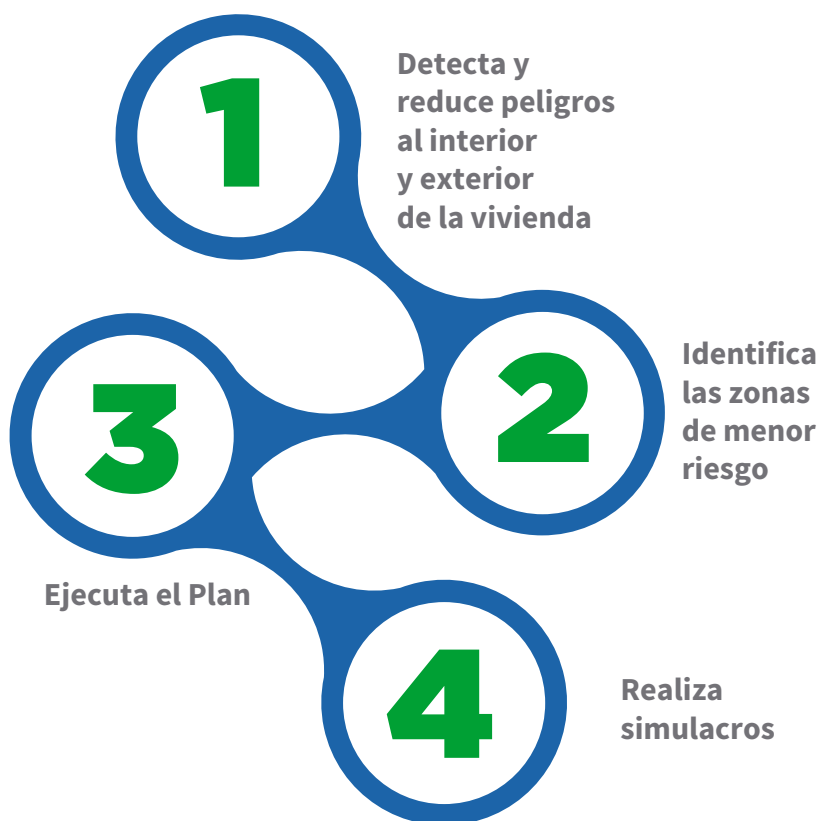 1
Detecta y
reduce peligros
al interior
y exterior
de la vivienda
2
Identifica
las zonas
de menor
riesgo
3
Ejecuta el Plan
4
Realiza
simulacros